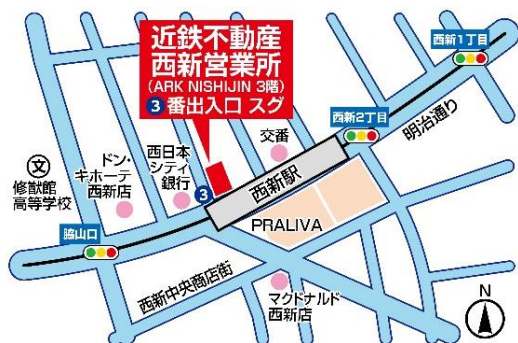 近鉄不動産
西新営業所
(ARK NISHIJIN 3階)
3番出入口 スグ
西新1丁目
西新2丁目
明治通り
交番
西日本
シティ
銀行
ドン・
キホーテ
西新店
文
修猷館
高等学校
3
西新駅
PRALIVA
脇山口
西新中央商店街
マクドナルド
西新店
N